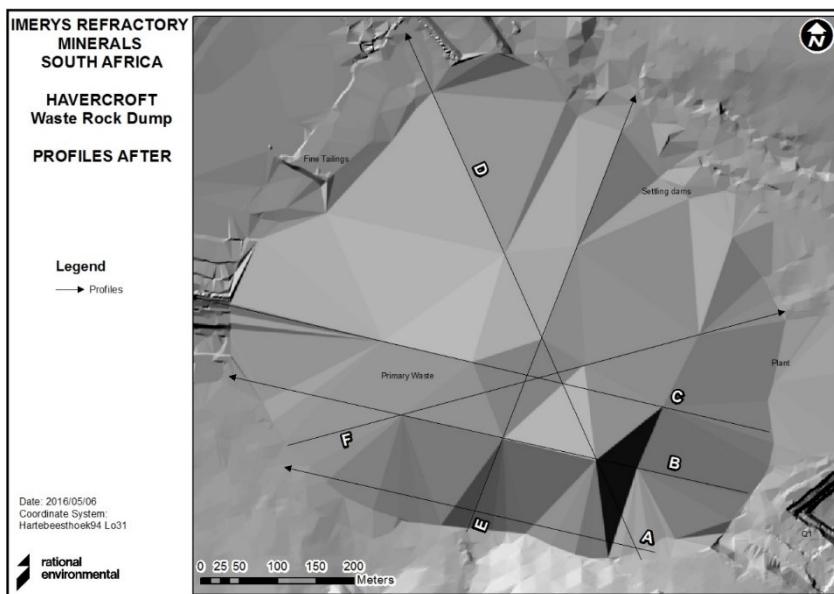 IMERYS REFRACTORY
MINERALS
SOUTH AFRICA
HAVERCROFT
Waste Rock Dump
PROFILES AFTER
Legend
Profiles
Date: 2016/05/06
Coordinate System:
Hartebeesthoek94 Lo31
rational
environmental
N
D
Fine Tailings
Settling dams
Plant
Primary Waste
C
F
B
E
A
Q1
0 25 50 100 150 200
Meters